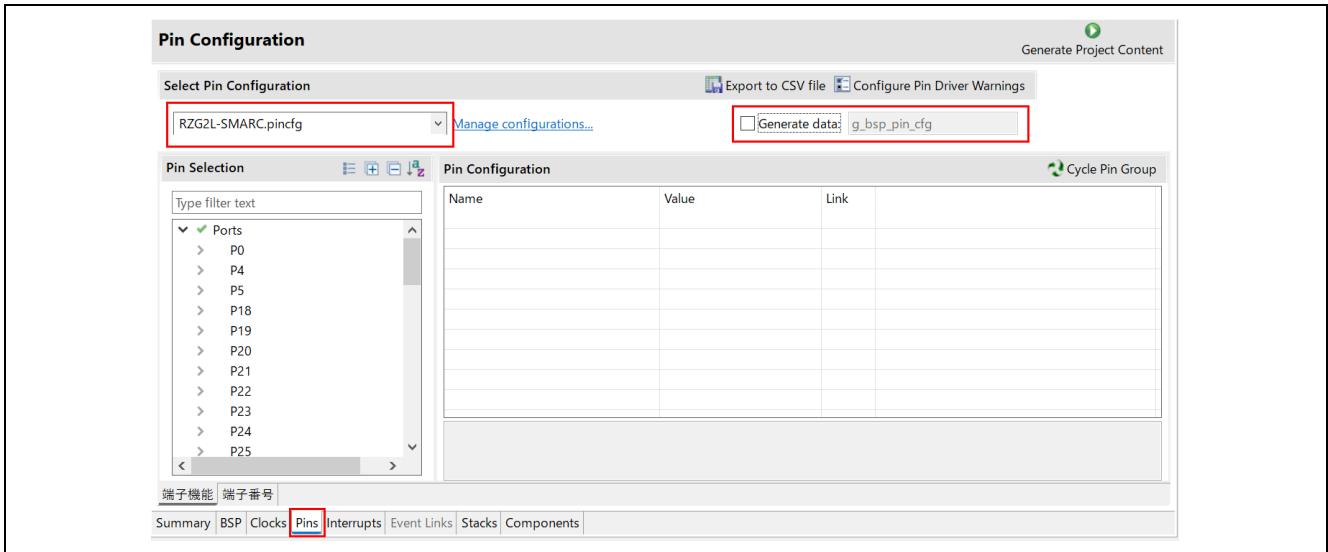 Pin Configuration
Generate Project Content
Select Pin Configuration
Export to CSV file
Configure Pin Driver Warnings
RZG2L-SMARC.pincfg
Manage configurations...
Generate data:
g_bsp_pin_cfg
Pin Selection
Type filter text
Ports
P0
P4
P5
P18
P19
P20
P21
P22
P23
P24
P25
Pin Configuration
Cycle Pin Group
Name Value Link
端子機能 端子番号
Summary BSP Clocks Pins Interrupts Event Links Stacks Components